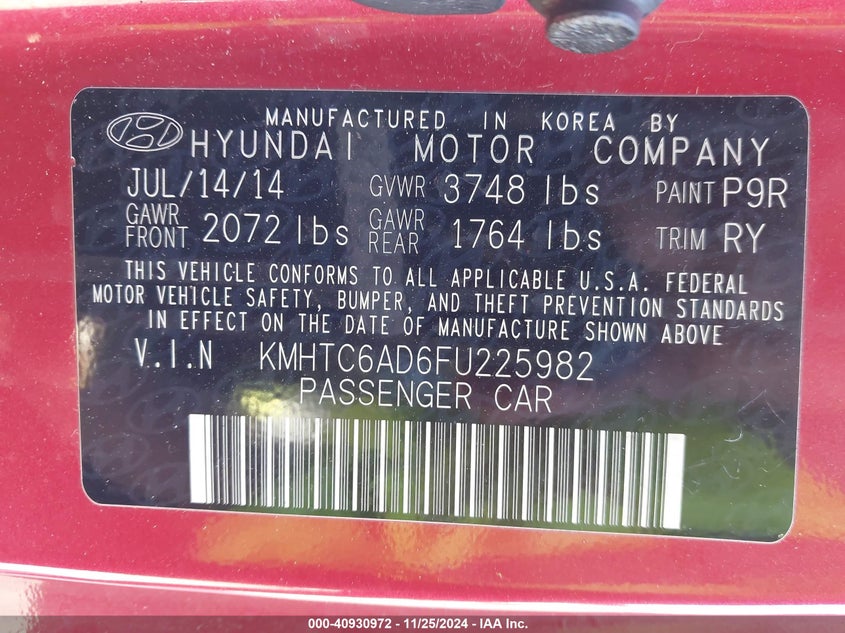 MANUFACTURED IN KOREA BY
HYUNDAI MOTOR COMPANY
JUL/14/14 GVWR 3748 lbs PAINT P9R
GAWR FRONT 2072 lbs GAWR REAR 1764 lbs TRIM RY
THIS VEHICLE CONFORMS TO ALL APPLICABLE U.S.A. FEDERAL
MOTOR VEHICLE SAFETY, BUMPER, AND THEFT PREVENTION STANDARDS
IN EFFECT ON THE DATE OF MANUFACTURE SHOWN ABOVE
V.I.N KMHTC6AD6FU225982
PASSENGER CAR
000-40930972 — 11/25/2024 — IAA Inc.